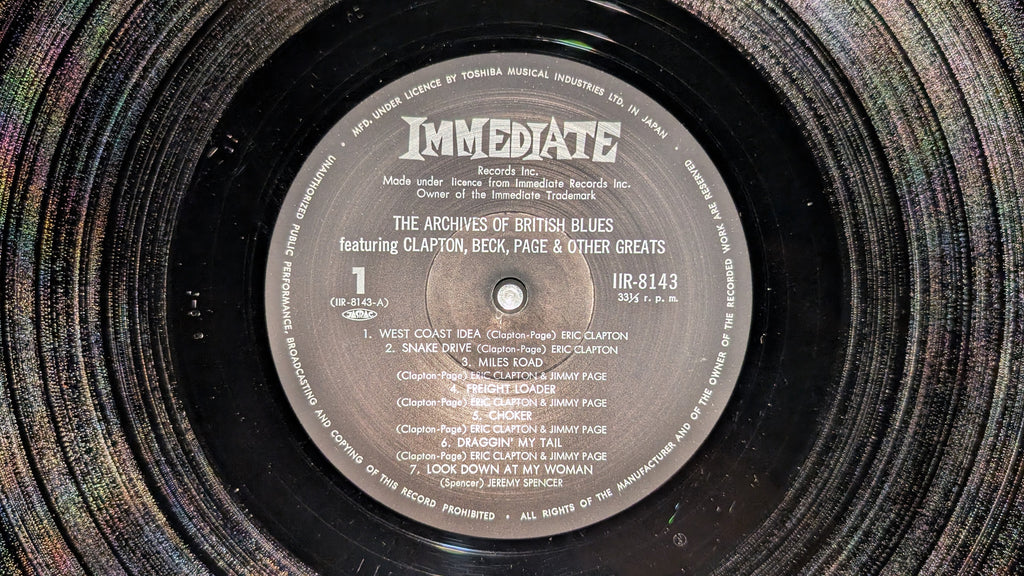 MFD. UNDER LICENCE BY TOSHIBA MUSICAL INDUSTRIES LTD. IN JAPAN
IMMEDIATE
Records Inc.
Made under licence from Immediate Records Inc.
Owner of the Immediate Trademark
THE ARCHIVES OF BRITISH BLUES
featuring CLAPTON, BECK, PAGE & OTHER GREATS
1
IIR-8143
(IIR-8143-A)
33⅓ r. p. m.
JASRAC
1. WEST COAST IDEA (Clapton-Page) ERIC CLAPTON
2. SNAKE DRIVE (Clapton-Page) ERIC CLAPTON
3. MILES ROAD
(Clapton-Page) ERIC CLAPTON & JIMMY PAGE
4. FREIGHT LOADER
(Clapton-Page) ERIC CLAPTON & JIMMY PAGE
5. CHOKER
(Clapton-Page) ERIC CLAPTON & JIMMY PAGE
6. DRAGGIN' MY TAIL
(Clapton-Page) ERIC CLAPTON & JIMMY PAGE
7. LOOK DOWN AT MY WOMAN
(Spencer) JEREMY SPENCER
UNAUTHORIZED PUBLIC PERFORMANCE, BROADCASTING AND COPYING OF THIS RECORD PROHIBITED • ALL RIGHTS OF THE MANUFACTURER AND OF THE OWNER OF THE RECORDED WORK ARE RESERVED